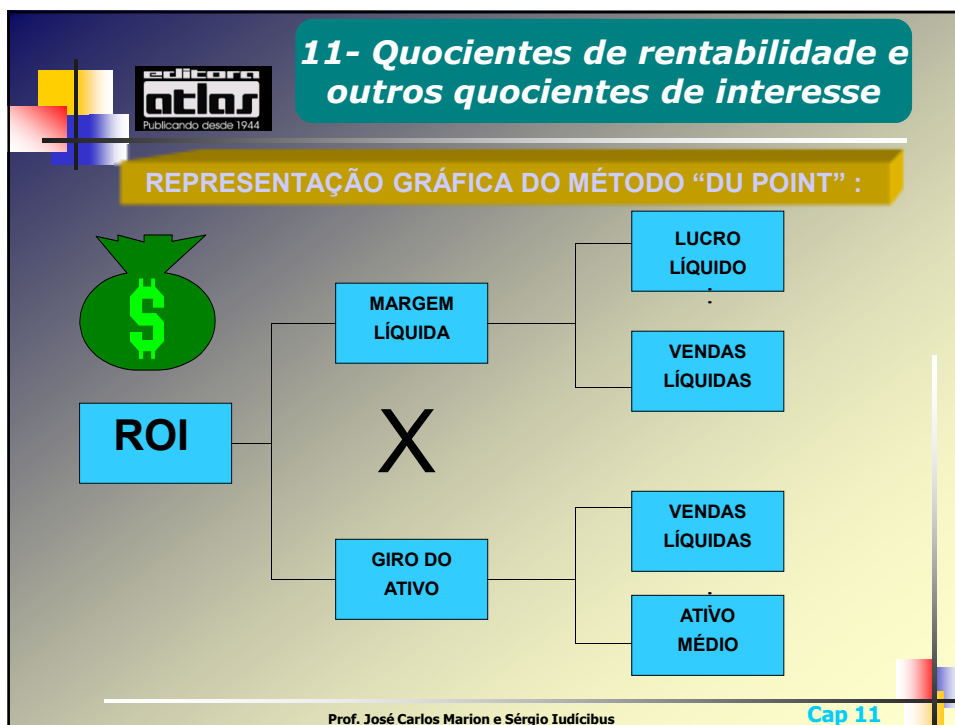 11- Quocientes de rentabilidade e
outros quocientes de interesse
editora
atlas
Publicando desde 1944
REPRESENTAÇÃO GRÁFICA DO MÉTODO “DU POINT” :
$
ROI
MARGEM
LÍQUIDA
X
GIRO DO
ATIVO
LUCRO
LÍQUIDO
:
VENDAS
LÍQUIDAS
VENDAS
LÍQUIDAS
:
ATIVO
MÉDIO
Prof. José Carlos Marion e Sérgio Iudícibus
Cap 11